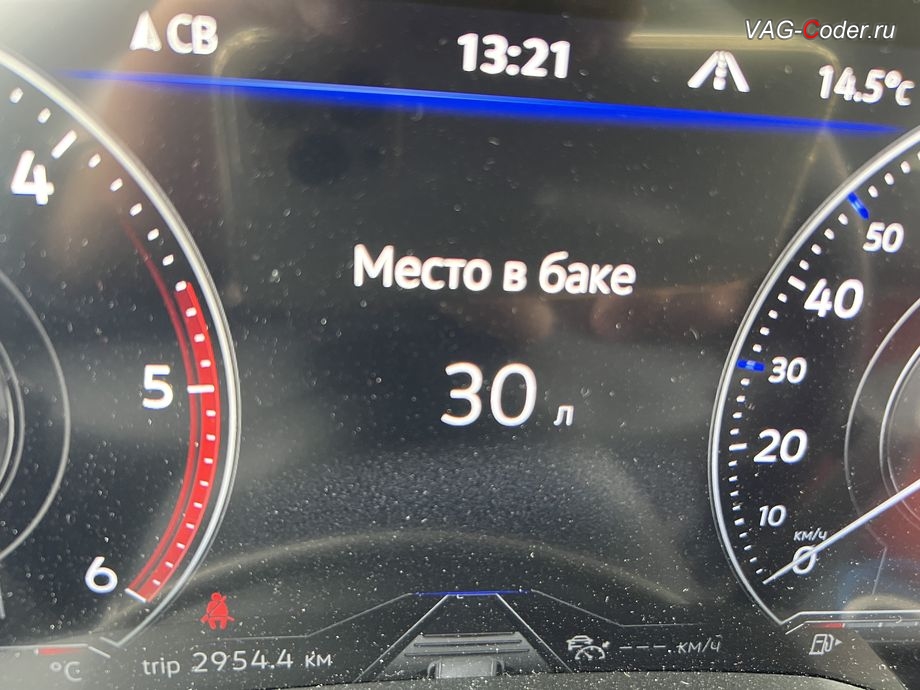 VAG-Coder.ru
СВ
13:21
14.5°C
4
5
6
Место в баке
30 л
50
40
30
20
10
км/ч
0
°C
trip 2954.4 км
--- км/ч